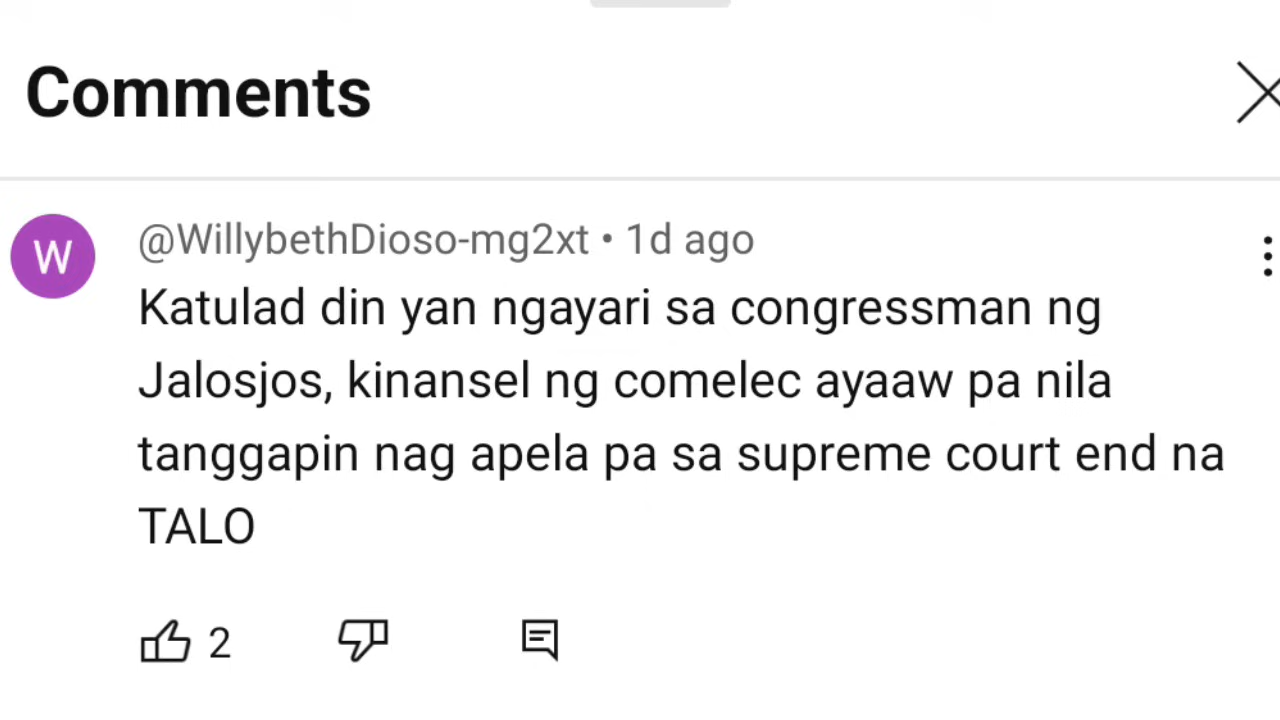 Comments
@WillybethDioso-mg2xt • 1d ago
Katulad din yan ngayari sa congressman ng
Jalosjos, kinansel ng comelec ayaaw pa nila
tanggapin nag apela pa sa supreme court end na
TALO
2